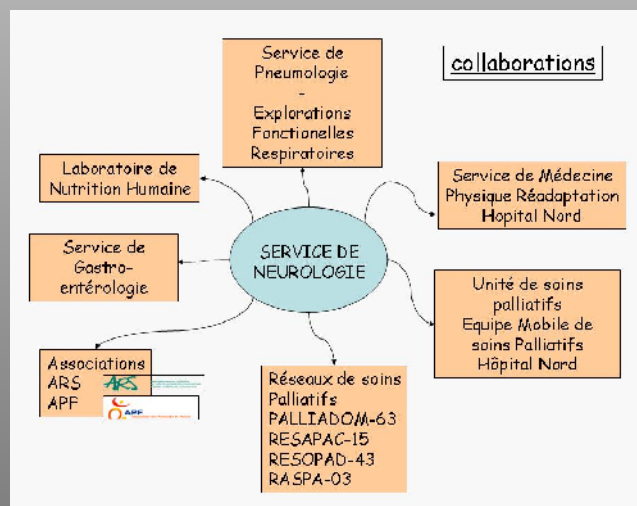 collaborations
Service de
Pneumologie
-
Explorations
Fonctionelles
Respiratoires
Laboratoire de
Nutrition Humaine
Service de Médecine
Physique Réadaptation
Hopital Nord
SERVICE DE
NEUROLOGIE
Service de
Gastro-
entérologie
Unité de soins
palliatifs
Equipe Mobile de
soins Palliatifs
Hôpital Nord
Associations
ARS
ARS
APF
APF
Réseaux de soins
Palliatifs
PALLIADOM-63
RESAPAC-15
RESOPAD-43
RASPA-03